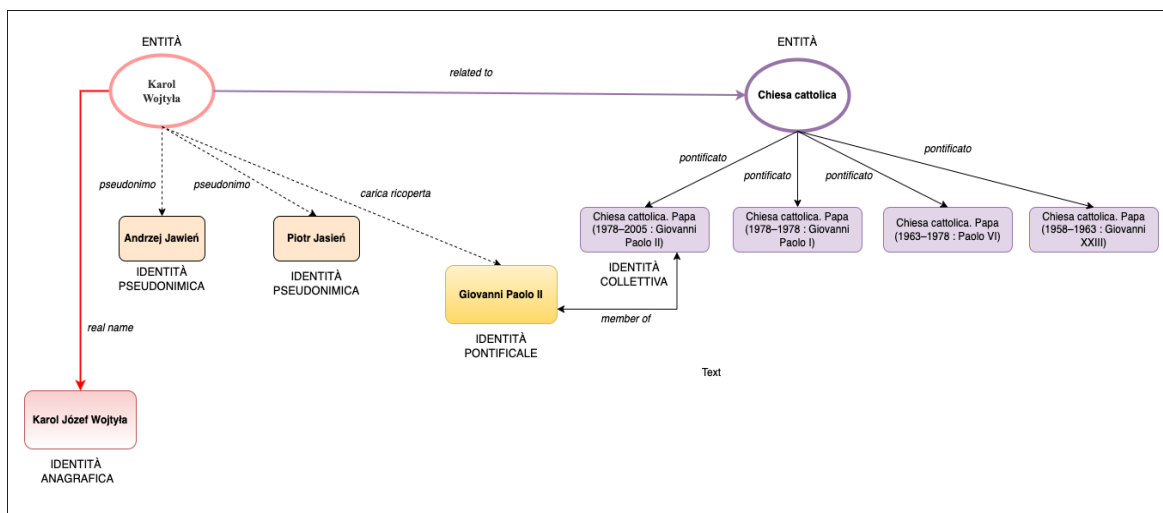 ENTITÀ
ENTITÀ
Karol
Wojtyła
related to
Chiesa cattolica
pseudonimo
pseudonimo
carica ricoperta
pontificato
pontificato
pontificato
pontificato
Andrzej Jawień
Piotr Jasień
Chiesa cattolica. Papa
(1978–2005 : Giovanni
Paolo II)
Chiesa cattolica. Papa
(1978–1978 : Giovanni
Paolo I)
Chiesa cattolica. Papa
(1963–1978 : Paolo VI)
Chiesa cattolica. Papa
(1958–1963 : Giovanni
XXIII)
IDENTITÀ
PSEUDONIMICA
IDENTITÀ
PSEUDONIMICA
IDENTITÀ
COLLETTIVA
Giovanni Paolo II
member of
real name
IDENTITÀ
PONTIFICALE
Text
Karol Józef Wojtyła
IDENTITÀ
ANAGRAFICA